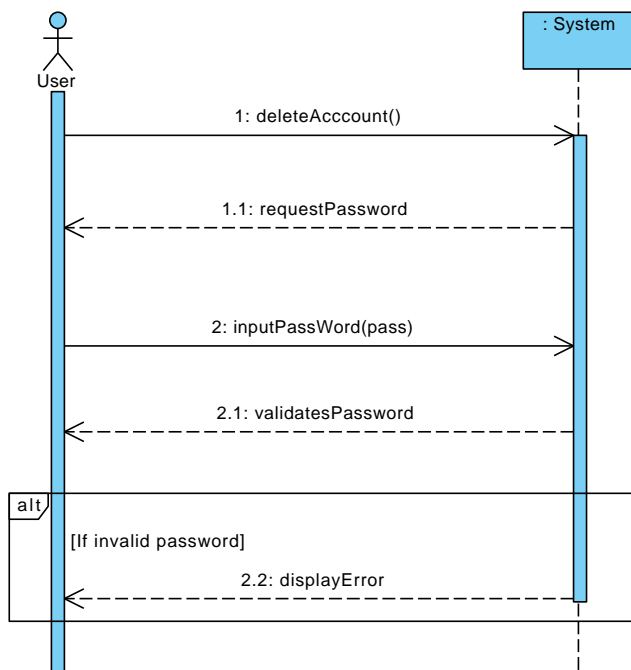 : System
User
1: deleteAcccount()
1.1: requestPassword
2: inputPassWord(pass)
2.1: validatesPassword
alt
[If invalid password]
2.2: displayError